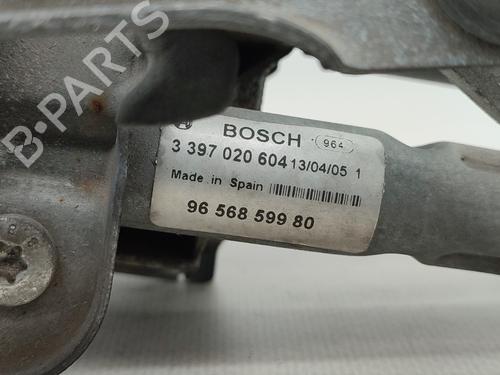 BOSCH 964
3 397 020 604 13/04/05 1
Made in Spain
96 568 599 80
B-PARTS